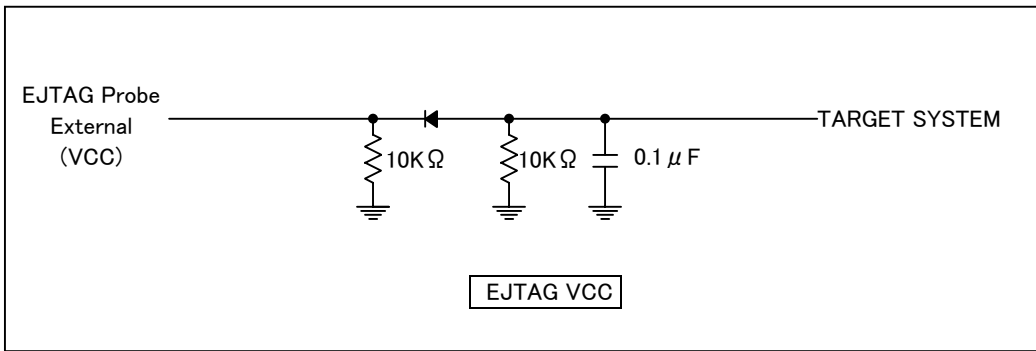 EJTAG Probe
External
(VCC)
10KΩ
10KΩ
0.1μF
TARGET SYSTEM
EJTAG VCC